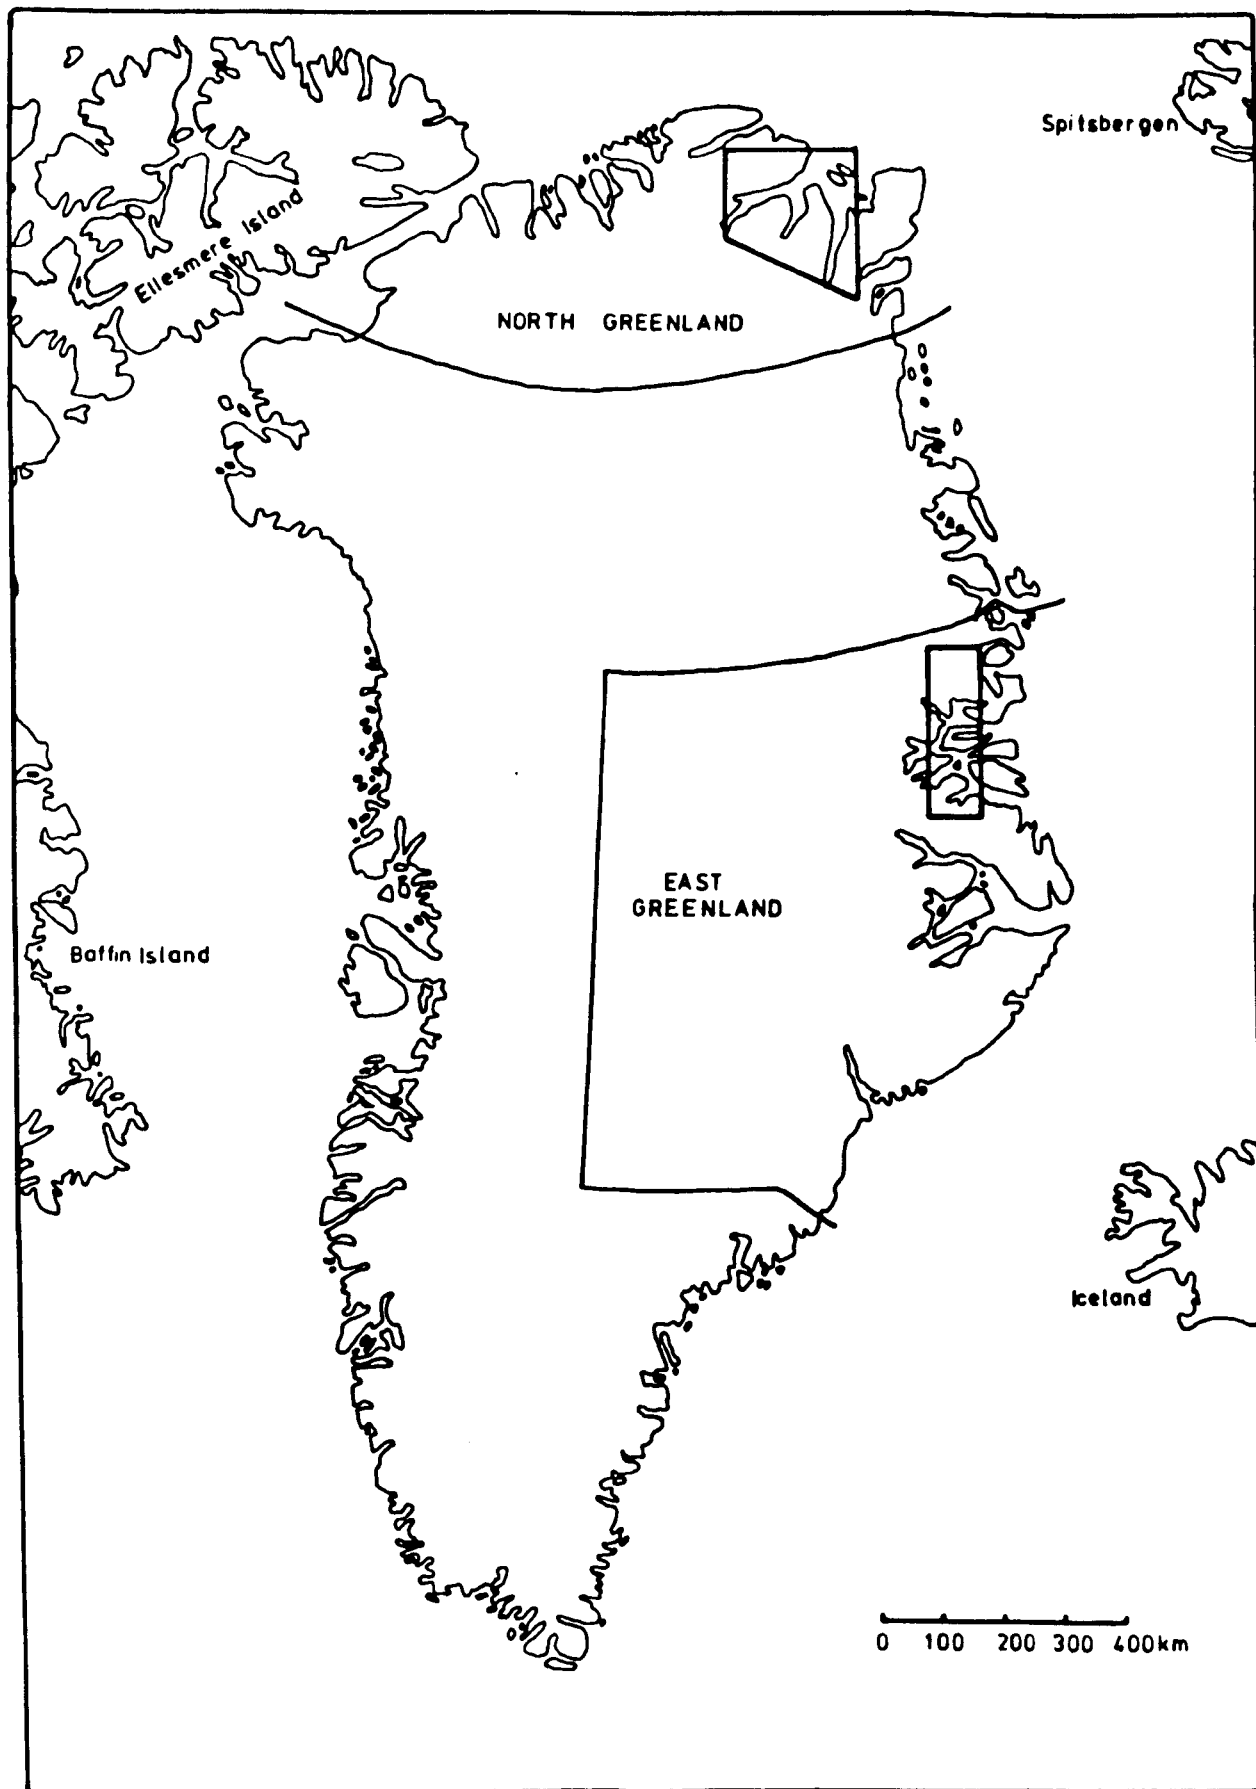 Spitsbergen
Ellesmere Island
NORTH GREENLAND
EAST
GREENLAND
Baffin Island
Iceland
0 100 200 300 400km